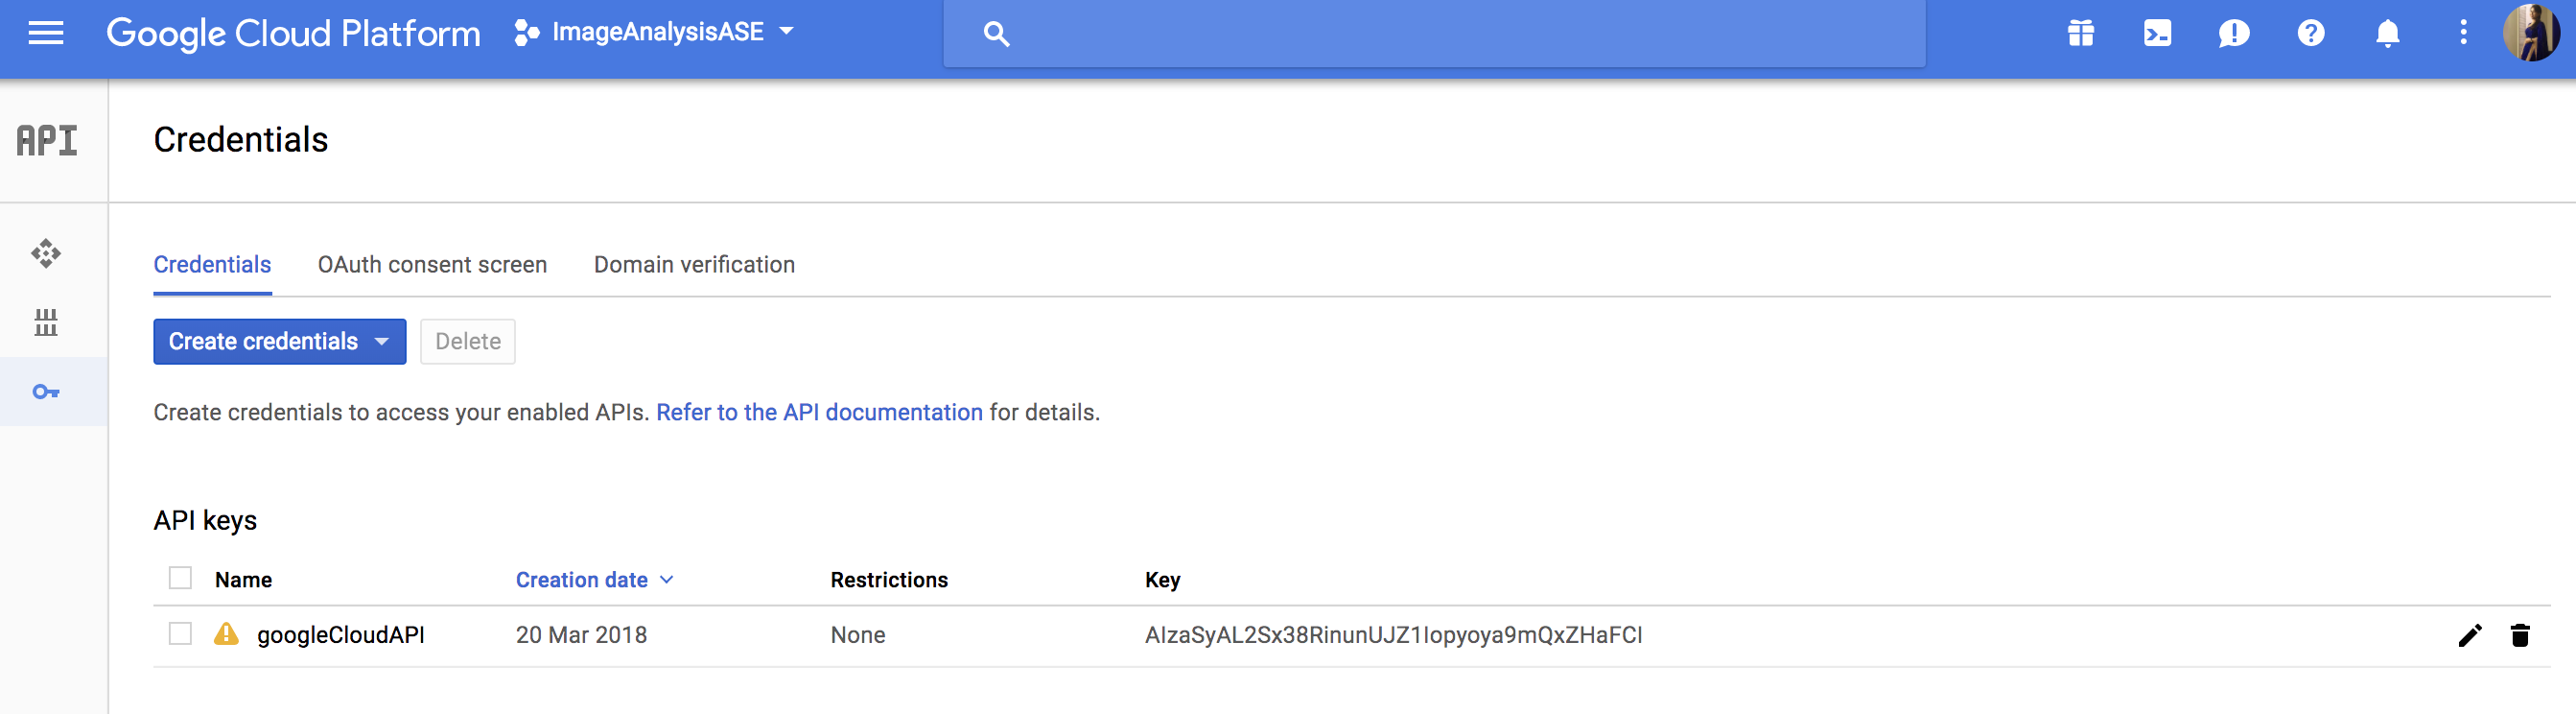 Google Cloud Platform
ImageAnalysisASE
API
Credentials
Credentials OAuth consent screen Domain verification
Create credentials Delete
Create credentials to access your enabled APIs. Refer to the API documentation for details.
API keys
Name Creation date Restrictions Key
googleCloudAPI 20 Mar 2018 None